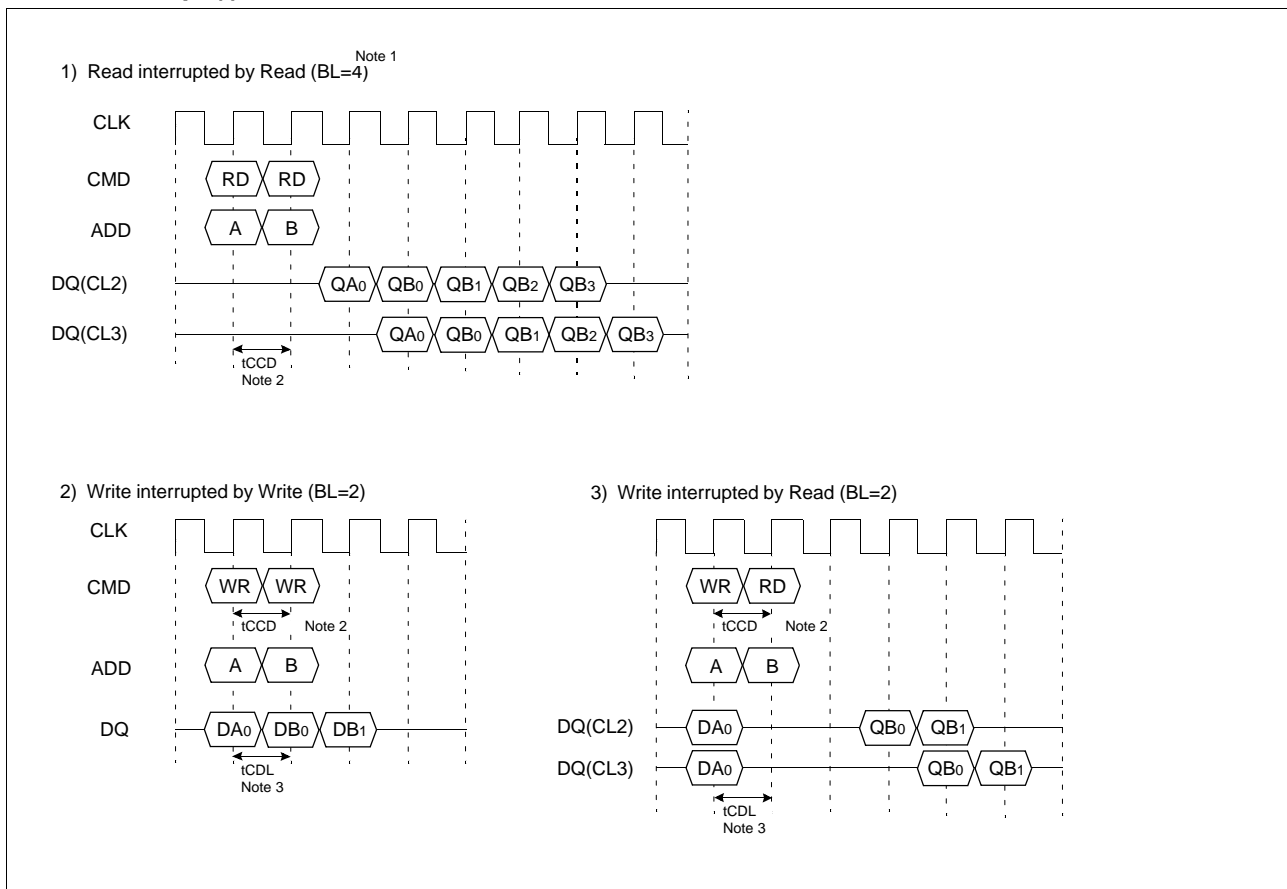 1) Read interrupted by Read (BL=4) Note 1
CLK
CMD RD RD
ADD A B
DQ(CL2) QA0 QB0 QB1 QB2 QB3
DQ(CL3) QA0 QB0 QB1 QB2 QB3
tCCD
Note 2
2) Write interrupted by Write (BL=2)
CLK
CMD WR WR
tCCD Note 2
ADD A B
DQ DA0 DB0 DB1
tCDL
Note 3
3) Write interrupted by Read (BL=2)
CLK
CMD WR RD
tCCD Note 2
ADD A B
DQ(CL2) DA0 QB0 QB1
DQ(CL3) DA0 QB0 QB1
tCDL
Note 3